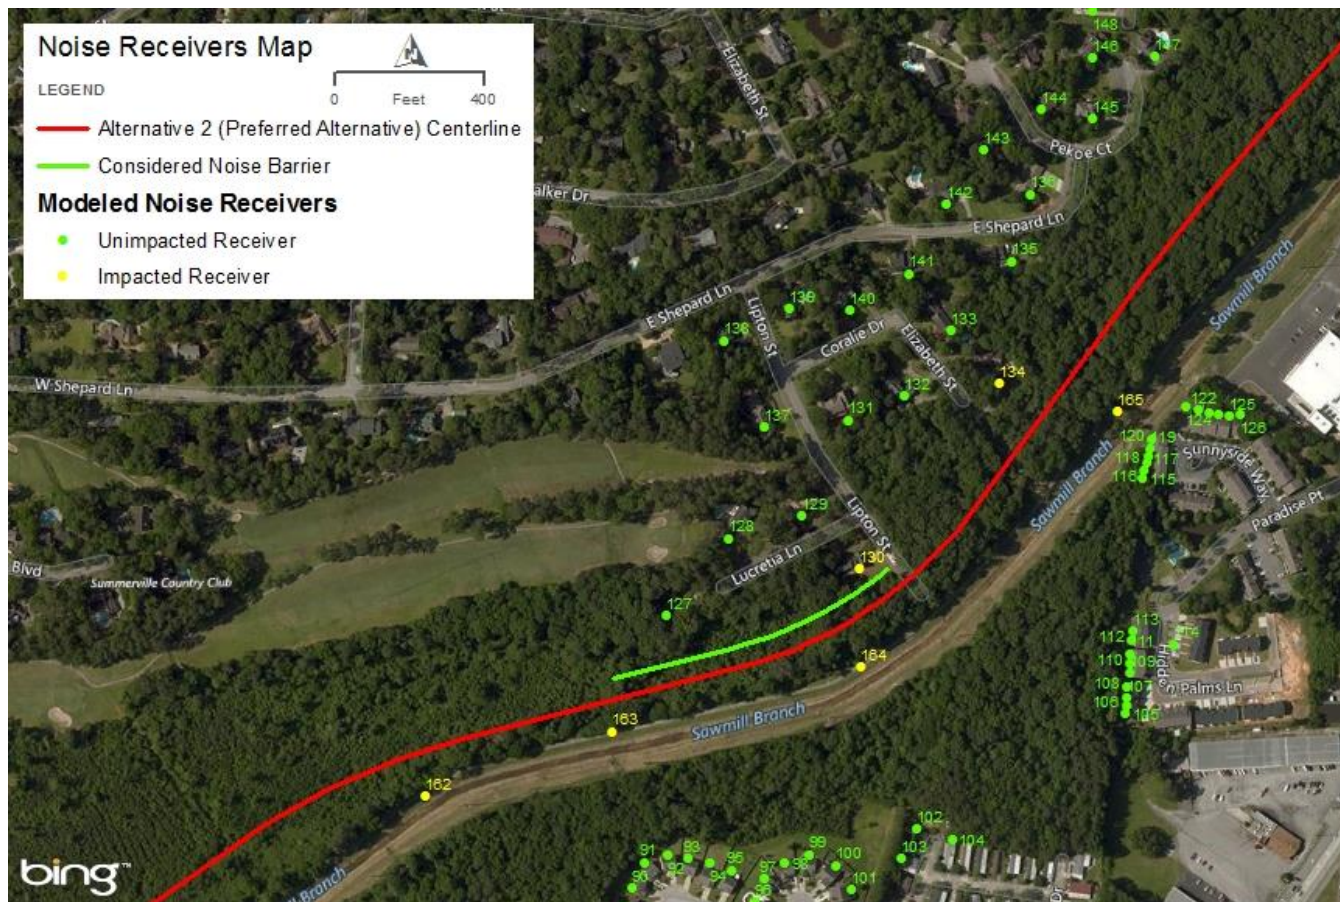 Noise Receivers Map
LEGEND
0 Feet 400
Alternative 2 (Preferred Alternative) Centerline
Considered Noise Barrier
Modeled Noise Receivers
Unimpacted Receiver
Impacted Receiver
148
146
147
Elizabeth St
144
145
143
Pekoe Ct
alker Dr
142
136
E Shepard Ln
135
141
Sawmill Branch
E Shepard Ln
139
140
Lipton St
138
Coralie Dr
Elizabeth St
133
W Shepard Ln
134
132
165
122
125
131
124
126
137
120
119
Sunnyside Way
118
117
116
115
Sawmill Branch
Paradise Pt
129
Lipton St
128
Lucretia Ln
130
Blvd
Summerville Country Club
127
113
112
11
14
164
110
109
Hidde
n Palms Ln
108
107
106
105
163
Sawmill Branch
162
102
99
103
104
91
93
95
98
100
92
97
94
90
96
101
Dr
bing™
ll Branch